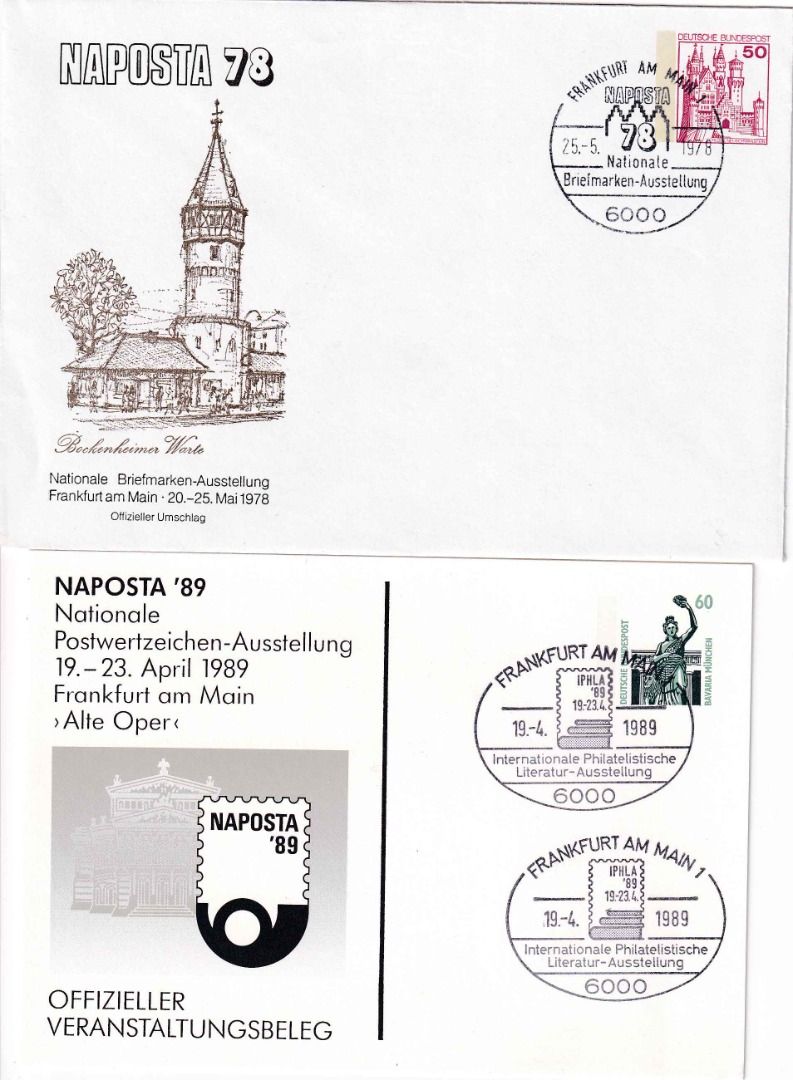 NAPOSTA 78
Bockenheimer Warte
Nationale Briefmarken-Ausstellung
Frankfurt am Main · 20.–25. Mai 1978
Offizieller Umschlag
DEUTSCHE BUNDESPOST
50
FRANKFURT AM MAIN 1
NAPOSTA
78
25.-5. 1978
Nationale
Briefmarken-Ausstellung
6000
NAPOSTA '89
Nationale
Postwertzeichen-Ausstellung
19.–23. April 1989
Frankfurt am Main
›Alte Oper‹
NAPOSTA
'89
OFFIZIELLER
VERANSTALTUNGSBELEG
60
DEUTSCHE BUNDESPOST
BAVARIA MÜNCHEN
FRANKFURT AM MAIN
IPHLA
'89
19.-23.4.
19.-4. 1989
Internationale Philatelistische
Literatur-Ausstellung
6000
FRANKFURT AM MAIN 1
IPHLA
'89
19.-23.4.
19.-4. 1989
Internationale Philatelistische
Literatur-Ausstellung
6000